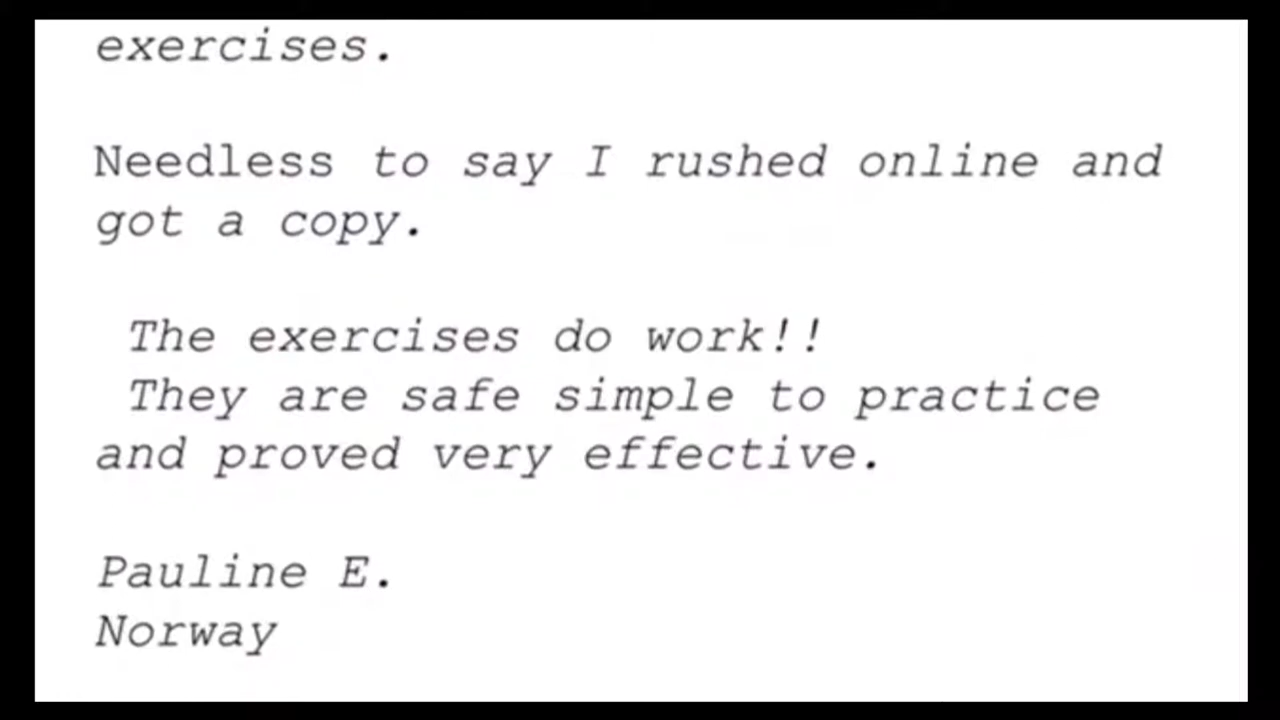 exercises.
Needless to say I rushed online and
got a copy.
The exercises do work!!
They are safe simple to practice
and proved very effective.
Pauline E.
Norway